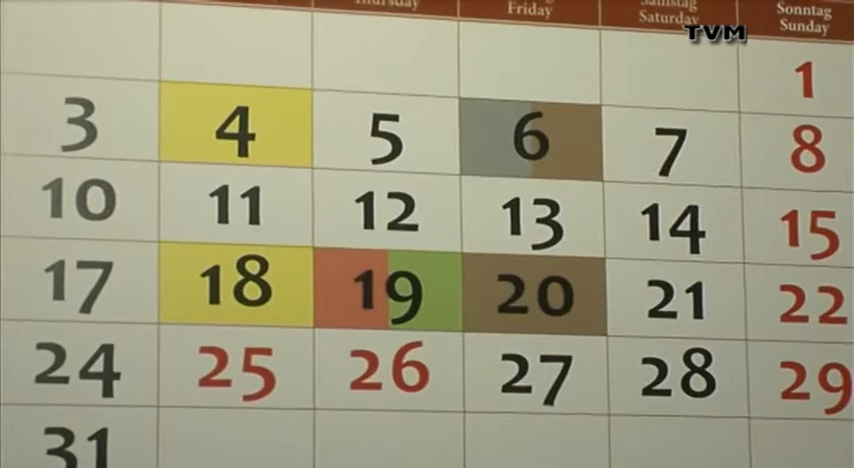 Thursday Friday Samstag Saturday Sonntag Sunday
TVM
1
3 4 5 6 7 8
10 11 12 13 14 15
17 18 19 20 21 22
24 25 26 27 28 29
31